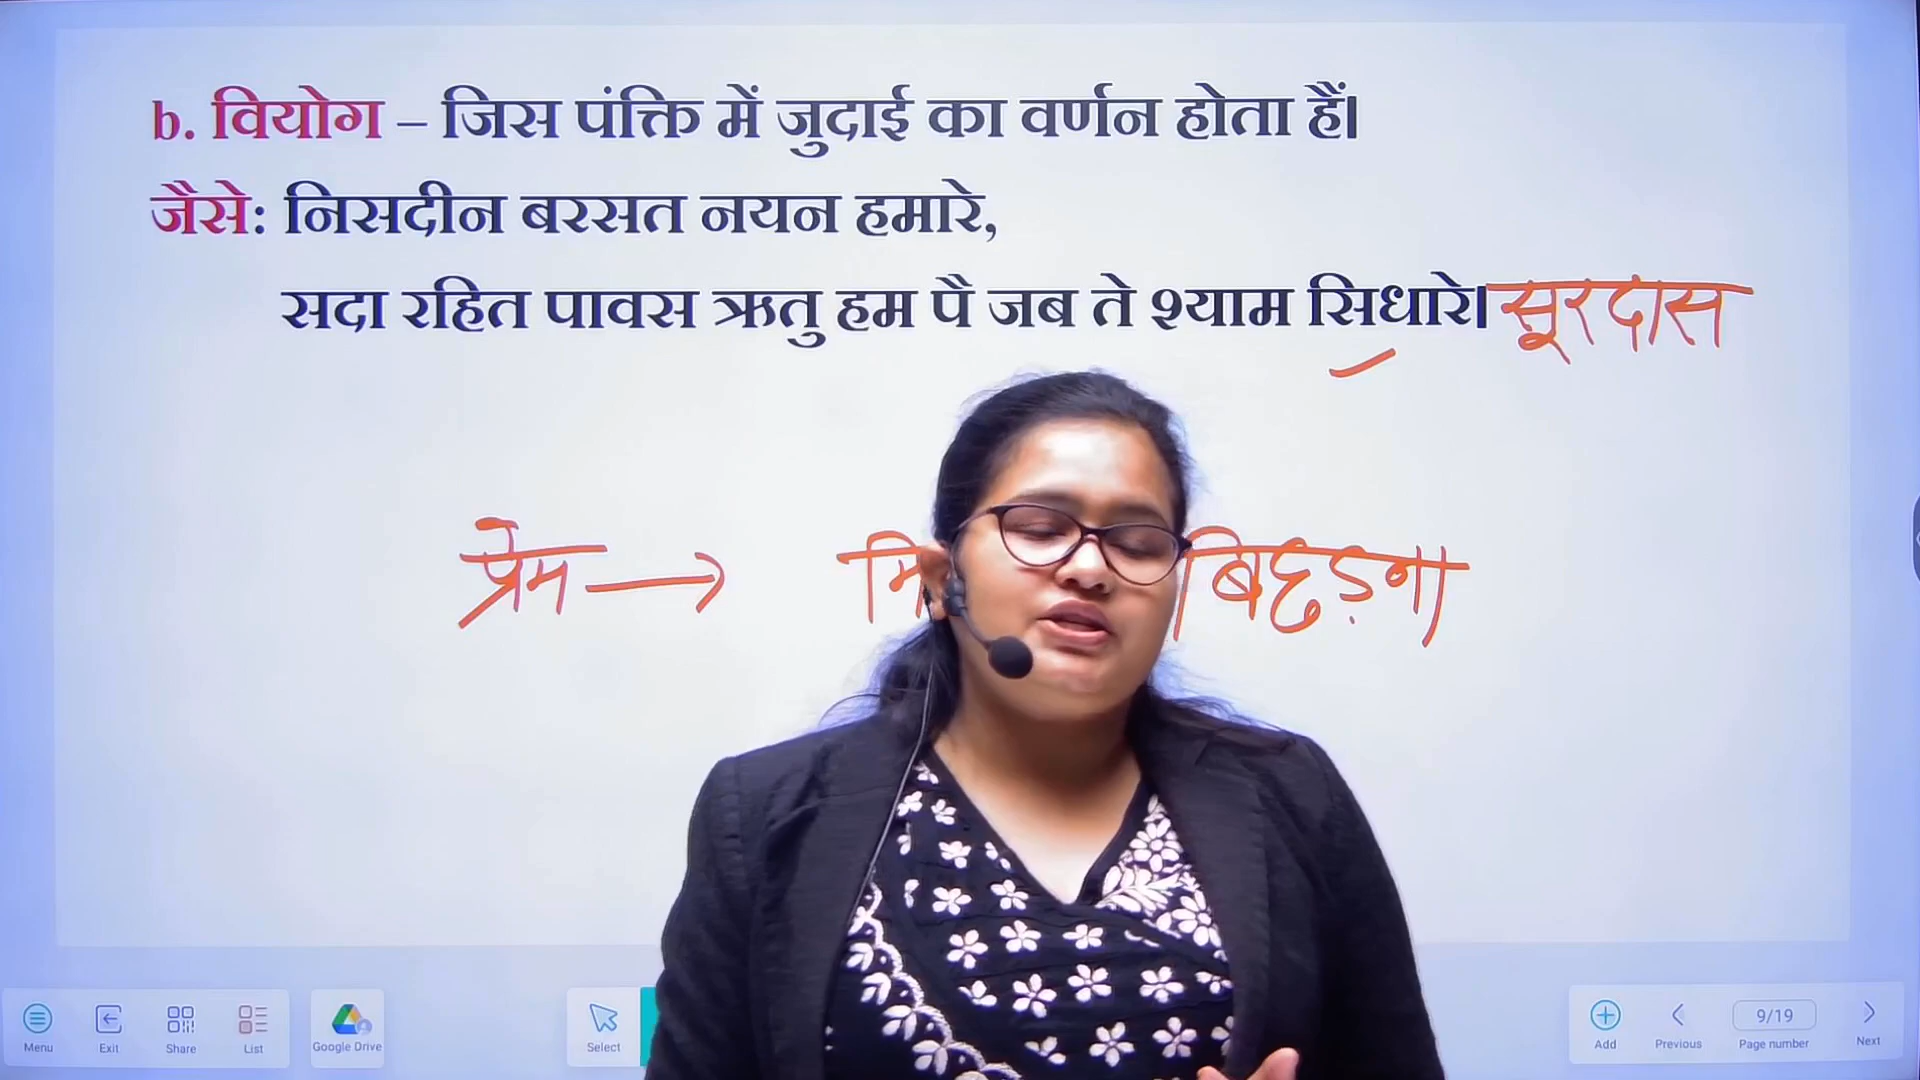 b. वियोग – जिस पंक्ति में जुदाई का वर्णन होता हैं।
जैसे: निसदीन बरसत नयन हमारे,
सदा रहित पावस ऋतु हम पै जब ते श्याम सिधारे। सूरदास
प्रेम → मि बिछड़ना
Menu
Exit
Share
List
Google Drive
Select
Add
Previous
9/19
Page number
Next